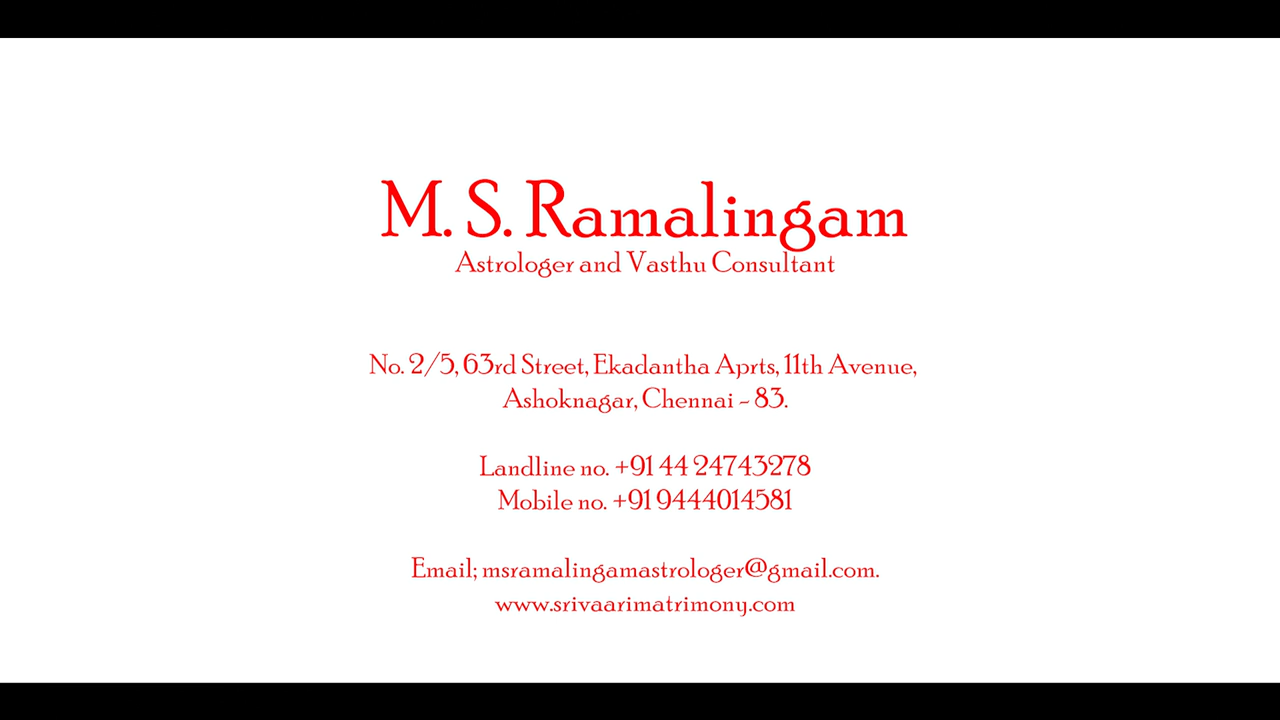 M. S. Ramalingam
Astrologer and Vasthu Consultant
No. 2/5, 63rd Street, Ekadantha Aprts, 11th Avenue,
Ashoknagar, Chennai - 83.
Landline no. +91 44 24743278
Mobile no. +91 9444014581
Email; msramalingamastrologer@gmail.com.
www.srivaarimatrimony.com